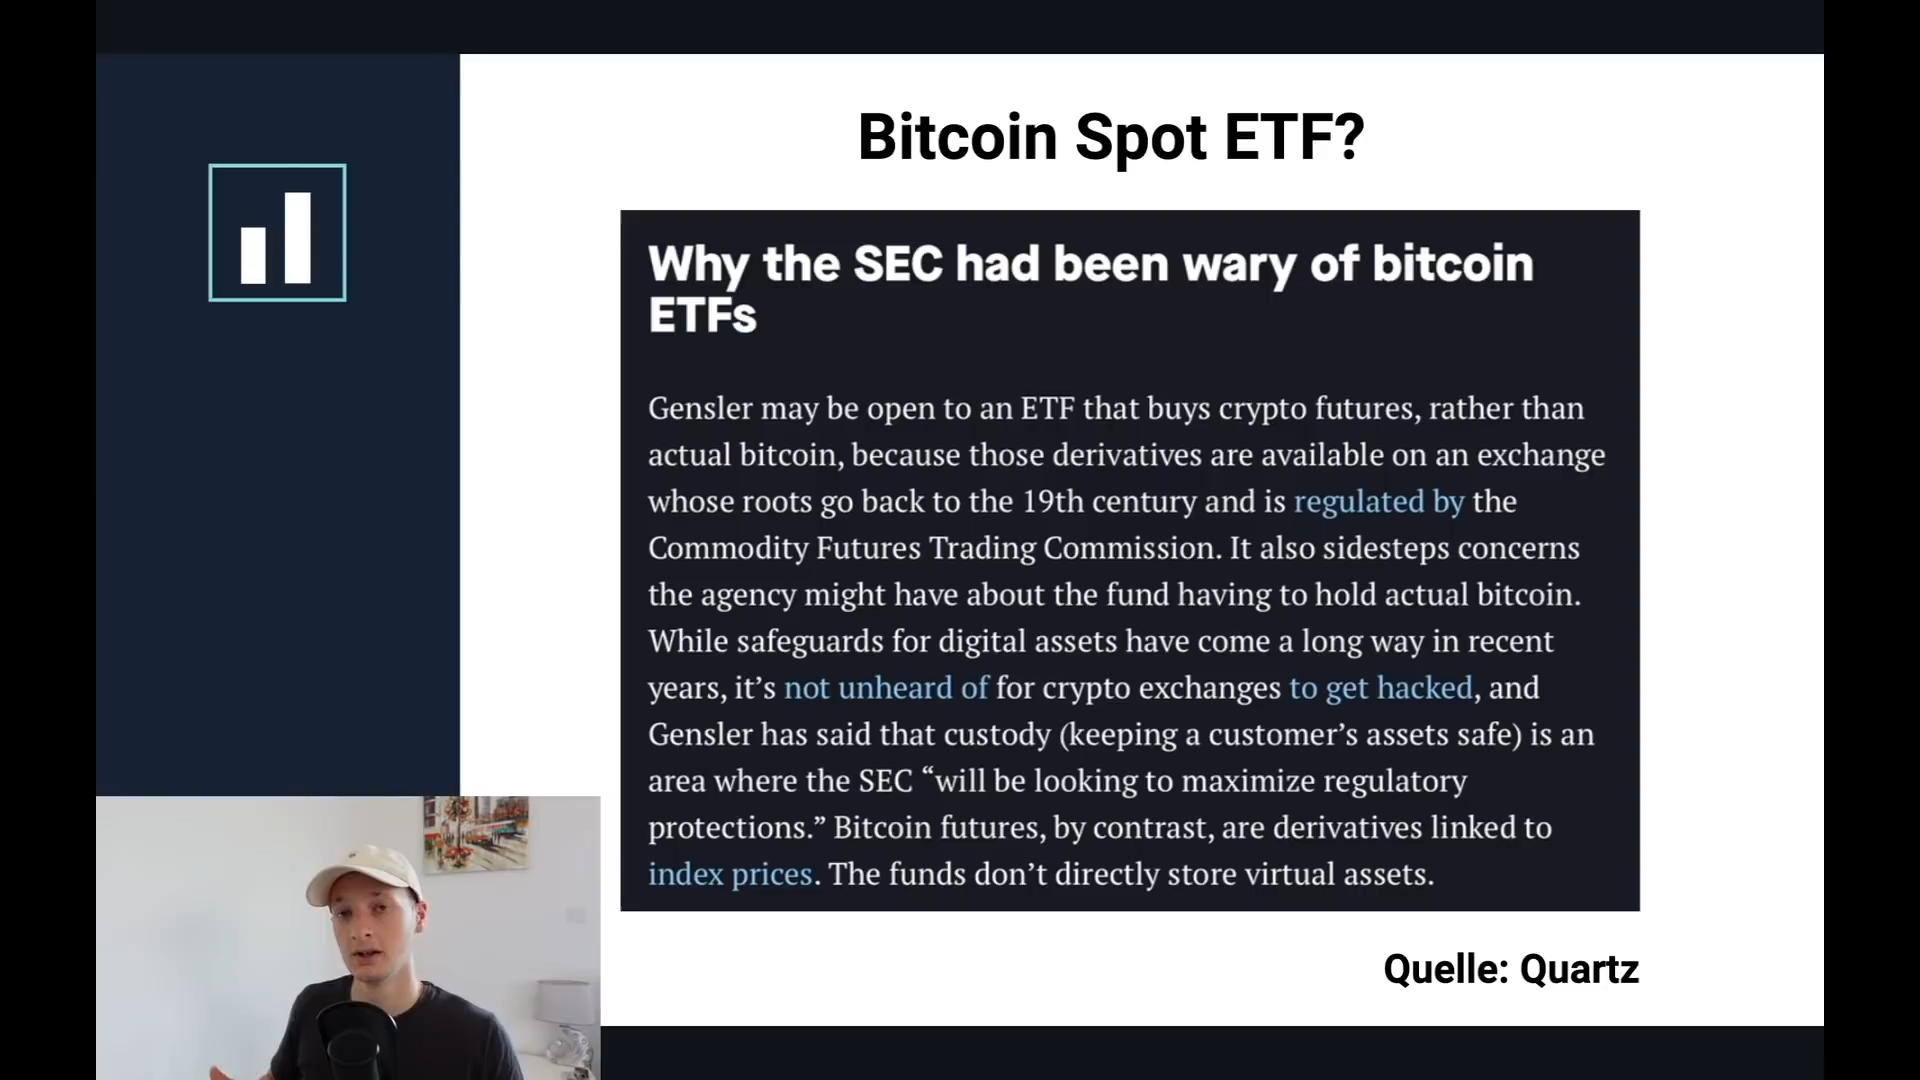 Bitcoin Spot ETF?
Why the SEC had been wary of bitcoin
ETFs
Gensler may be open to an ETF that buys crypto futures, rather than
actual bitcoin, because those derivatives are available on an exchange
whose roots go back to the 19th century and is regulated by the
Commodity Futures Trading Commission. It also sidesteps concerns
the agency might have about the fund having to hold actual bitcoin.
While safeguards for digital assets have come a long way in recent
years, it’s not unheard of for crypto exchanges to get hacked, and
Gensler has said that custody (keeping a customer’s assets safe) is an
area where the SEC “will be looking to maximize regulatory
protections.” Bitcoin futures, by contrast, are derivatives linked to
index prices. The funds don’t directly store virtual assets.
Quelle: Quartz